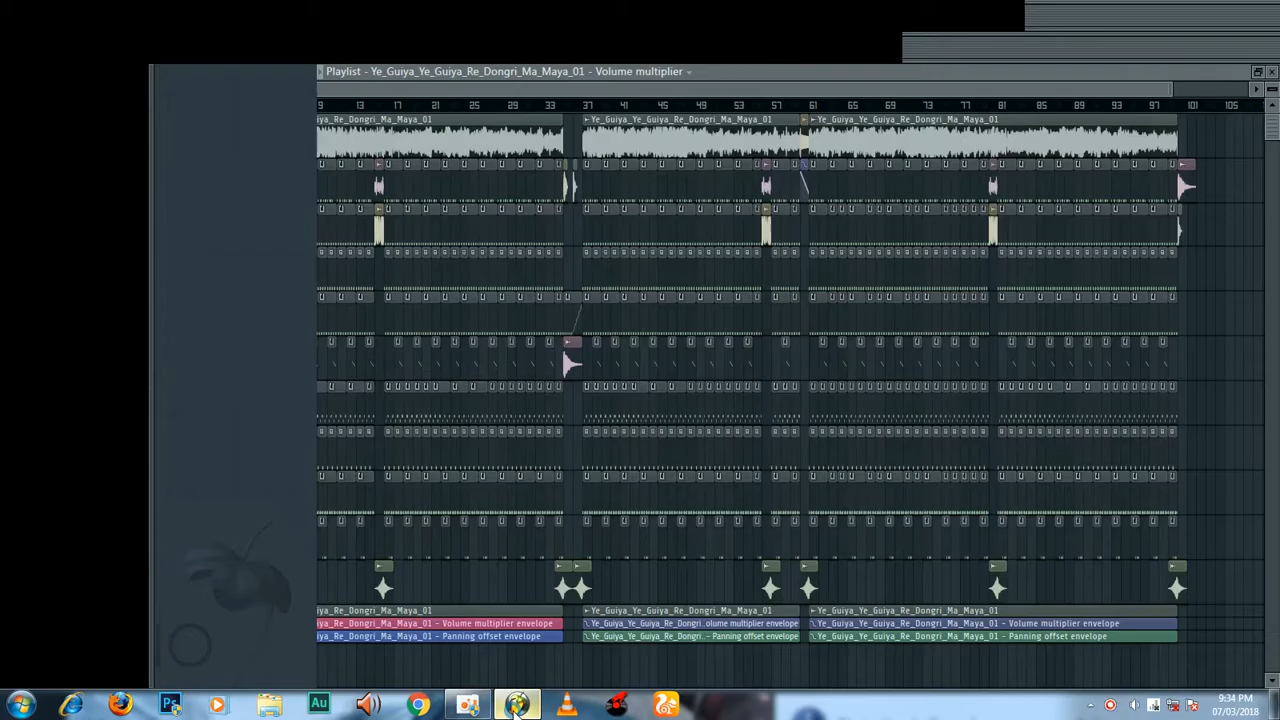 Playlist - Ye_Guiya_Ye_Guiya_Re_Dongri_Ma_Maya_01 - Volume multiplier
9 13 17 21 25 29 33 37 41 45 49 53 57 61 65 69 73 77 81 85 89 93 97 101 105
iya_Re_Dongri_Ma_Maya_01 Ye_Guiya_Ye_Guiya_Re_Dongri_Ma_Maya_01 Ye_Guiya_Ye_Guiya_Re_Dongri_Ma_Maya_01
iya_Re_Dongri_Ma_Maya_01 Ye_Guiya_Ye_Guiya_Re_Dongri_Ma_Maya_01 Ye_Guiya_Ye_Guiya_Re_Dongri_Ma_Maya_01
iya_Re_Dongri_Ma_Maya_01 - Volume multiplier envelope Ye_Guiya_Ye_Guiya_Re_Dongri..olume multiplier envelope Ye_Guiya_Ye_Guiya_Re_Dongri_Ma_Maya_01 - Volume multiplier envelope
iya_Re_Dongri_Ma_Maya_01 - Panning offset envelope Ye_Guiya_Ye_Guiya_Re_Dongri..- Panning offset envelope Ye_Guiya_Ye_Guiya_Re_Dongri_Ma_Maya_01 - Panning offset envelope
Ps Au
9:34 PM
07/03/2018